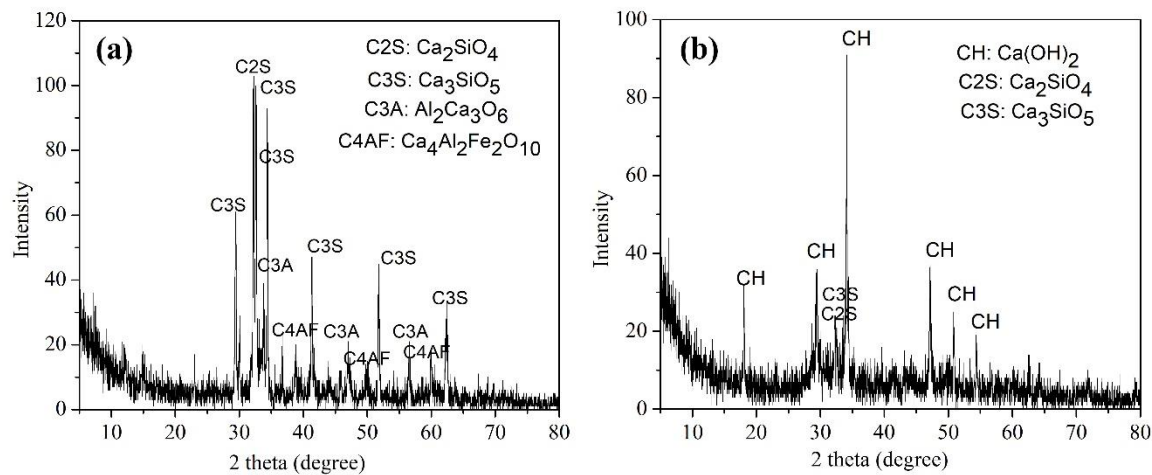 (a)
C2S: Ca₂SiO₄
C3S: Ca₃SiO₅
C3A: Al₂Ca₃O₆
C4AF: Ca₄Al₂Fe₂O₁₀
C2S
C3S
C3S
C3S
C3A
C3S
C3S
C3S
C4AF
C3A
C4AF
C3A
C4AF
120
100
80
60
40
20
0
Intensity
10 20 30 40 50 60 70 80
2 theta (degree)
(b)
CH: Ca(OH)₂
C2S: Ca₂SiO₄
C3S: Ca₃SiO₅
CH
CH
CH
C3S
C2S
CH
CH
CH
100
80
60
40
20
0
Intensity
10 20 30 40 50 60 70 80
2 theta (degree)